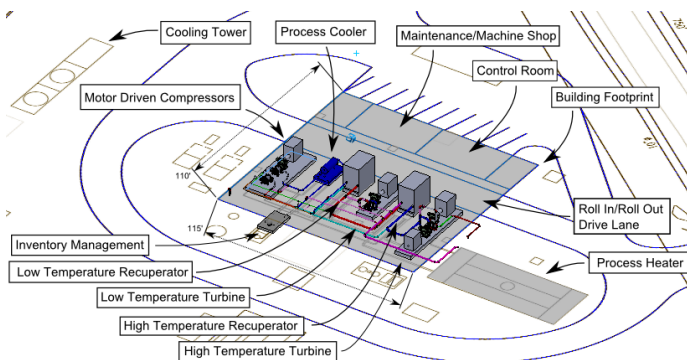 Cooling Tower
Process Cooler
Maintenance/Machine Shop
Control Room
Motor Driven Compressors
Building Footprint
110'
115'
Roll In/Roll Out
Drive Lane
Inventory Management
Process Heater
Low Temperature Recuperator
Low Temperature Turbine
High Temperature Recuperator
High Temperature Turbine